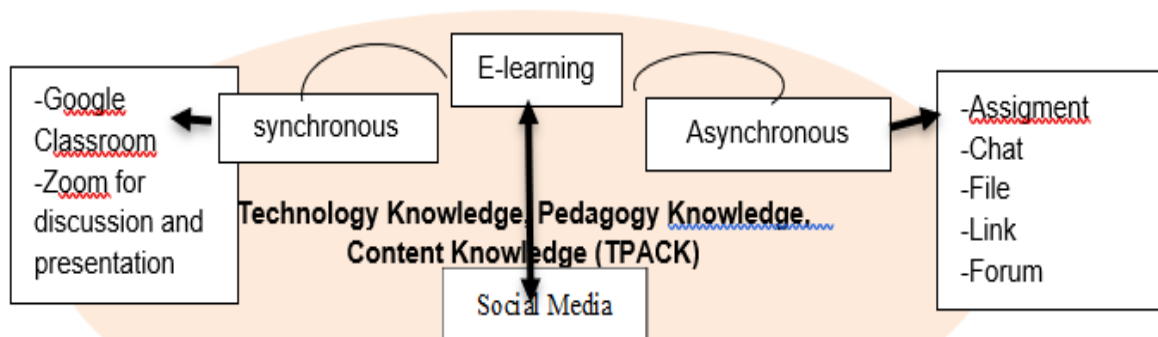 E-learning
-Google
Classroom
-Zoom for
discussion and
presentation
synchronous
Asynchronous
-Assigment
-Chat
-File
-Link
-Forum
Technology Knowledge, Pedagogy Knowledge,
Content Knowledge (TPACK)
Social Media